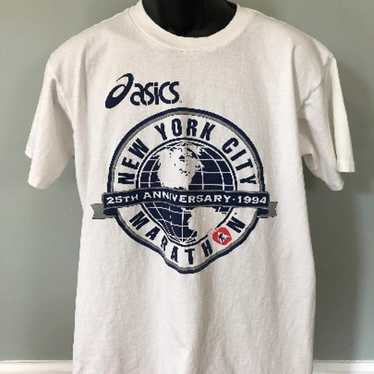 asics
NEW YORK CITY
25TH ANNIVERSARY · 1994
MARATHON